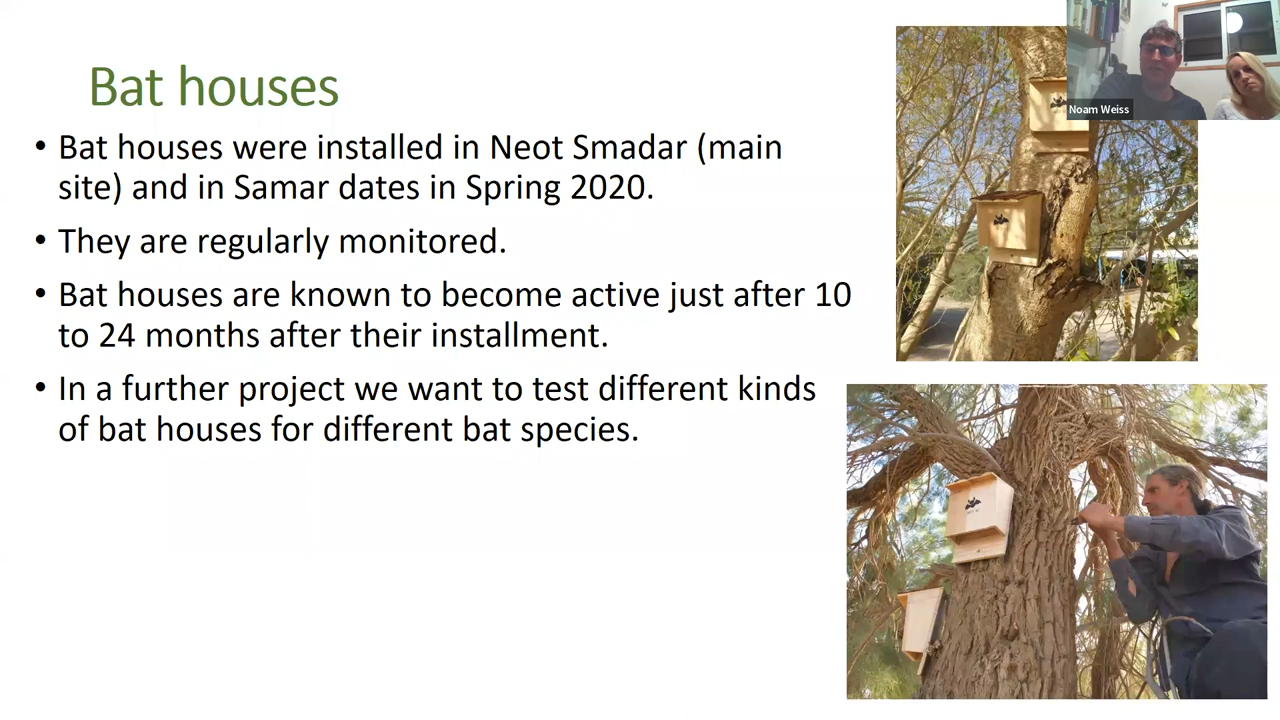 Bat houses
• Bat houses were installed in Neot Smadar (main
site) and in Samar dates in Spring 2020.
• They are regularly monitored.
• Bat houses are known to become active just after 10
to 24 months after their installment.
• In a further project we want to test different kinds
of bat houses for different bat species.
Noam Weiss